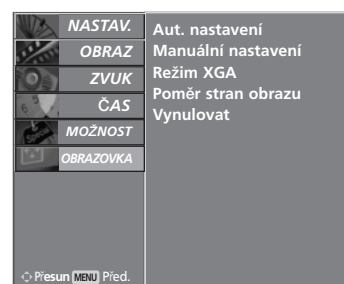 NASTAV.
OBRAZ
ZVUK
ČAS
MOŽNOST
OBRAZOVKA
Přesun MENU Před.
Aut. nastavení
Manuální nastavení
Režim XGA
Poměr stran obrazu
Vynulovat